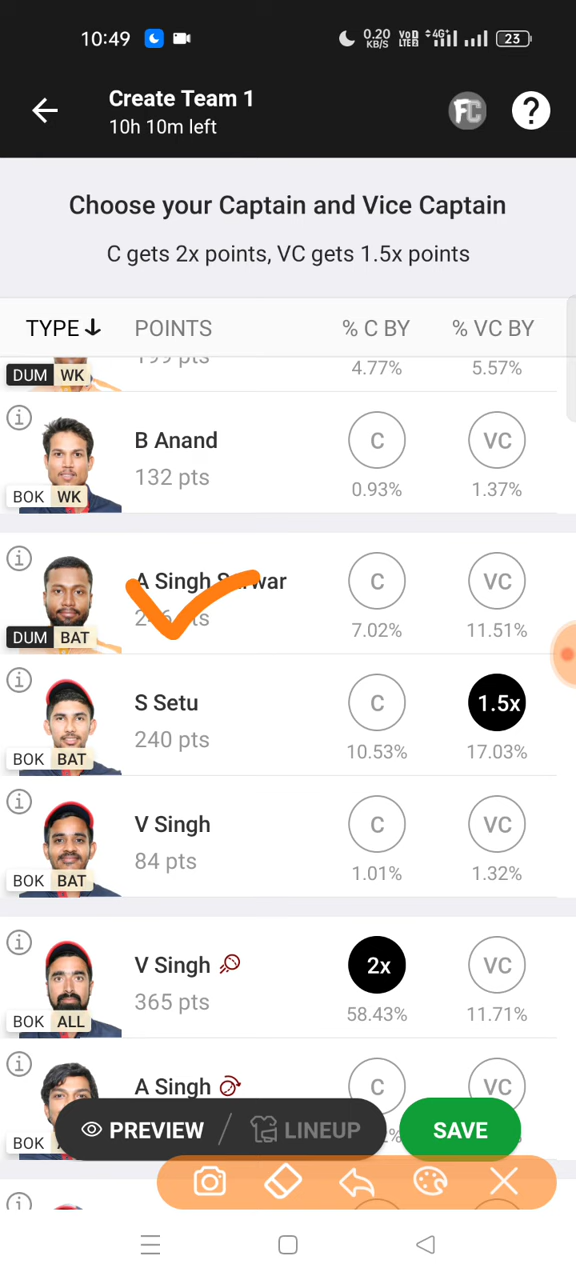 10:49
0.20 KB/S VoD LTE2 4G 23
Create Team 1
10h 10m left
FC ?
Choose your Captain and Vice Captain
C gets 2x points, VC gets 1.5x points
TYPE POINTS % C BY % VC BY
DUM WK 199 pts 4.77% 5.57%
B Anand C VC
132 pts
BOK WK 0.93% 1.37%
A Singh Sarwar C VC
pts
DUM BAT 7.02% 11.51%
S Setu C 1.5x
240 pts
BOK BAT 10.53% 17.03%
V Singh C VC
84 pts
BOK BAT 1.01% 1.32%
V Singh 2x VC
365 pts
BOK ALL 58.43% 11.71%
A Singh C VC
BOK
PREVIEW / LINEUP SAVE